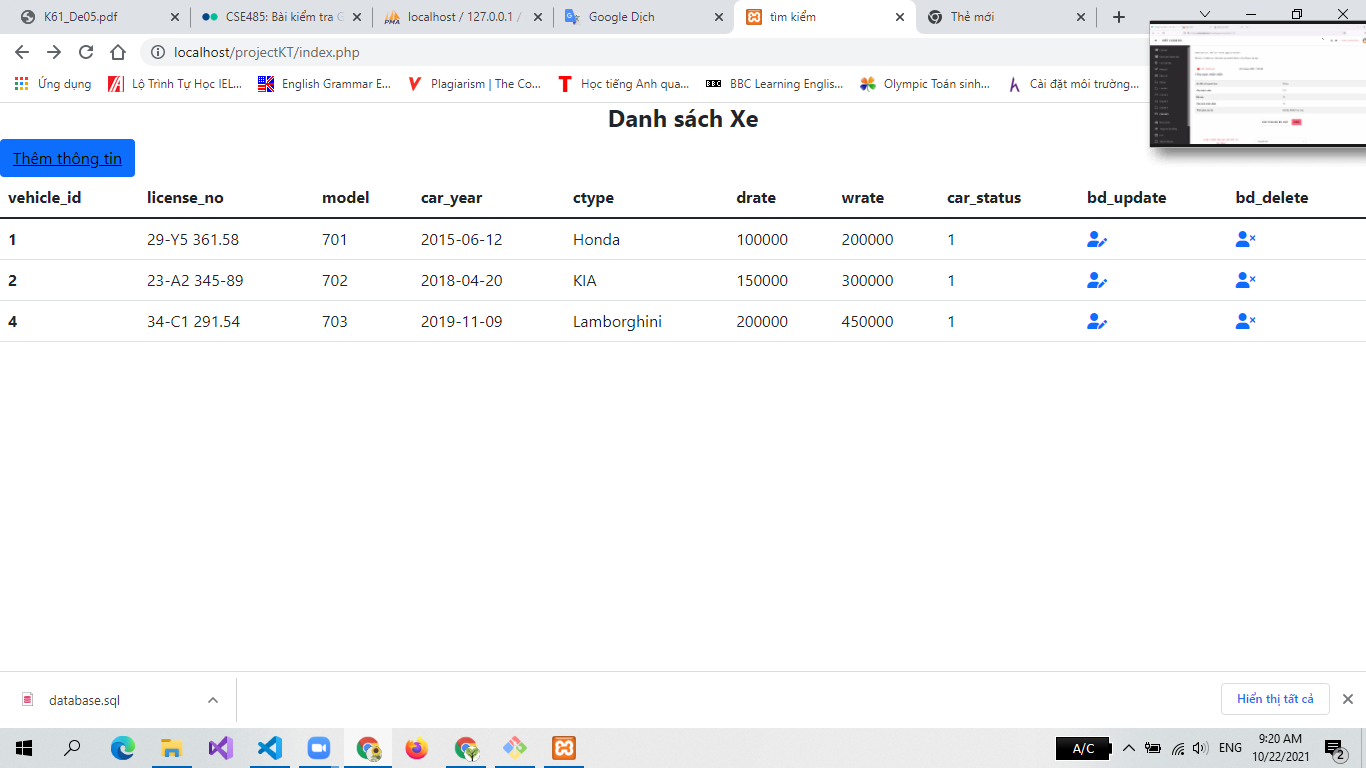 K61_De05.pdf
CSE485: Bài kiểm tra G
localhost / 127.0.0.1 /
Google Dịch
tìm kiếm
Thẻ mới
localhost/projectKT/index.php
Ứng dụng
Lộ Trình Tự Học IEL...
English Grammar E...
Plagerism | The Co...
Học tiếng Anh qua...
BBC Learning Englis...
Olympic Toán sinh...
Cài đặt môi trường...
Danh sách Xe
Thêm thông tin
vehicle_id license_no model car_year ctype drate wrate car_status bd_update bd_delete
1 29-Y5 361.58 701 2015-06-12 Honda 100000 200000 1
2 23-A2 345-89 702 2018-04-20 KIA 150000 300000 1
4 34-C1 291.54 703 2019-11-09 Lamborghini 200000 450000 1
database.sql
Hiển thị tất cả
A/C
ENG
9:20 AM
10/22/2021
2